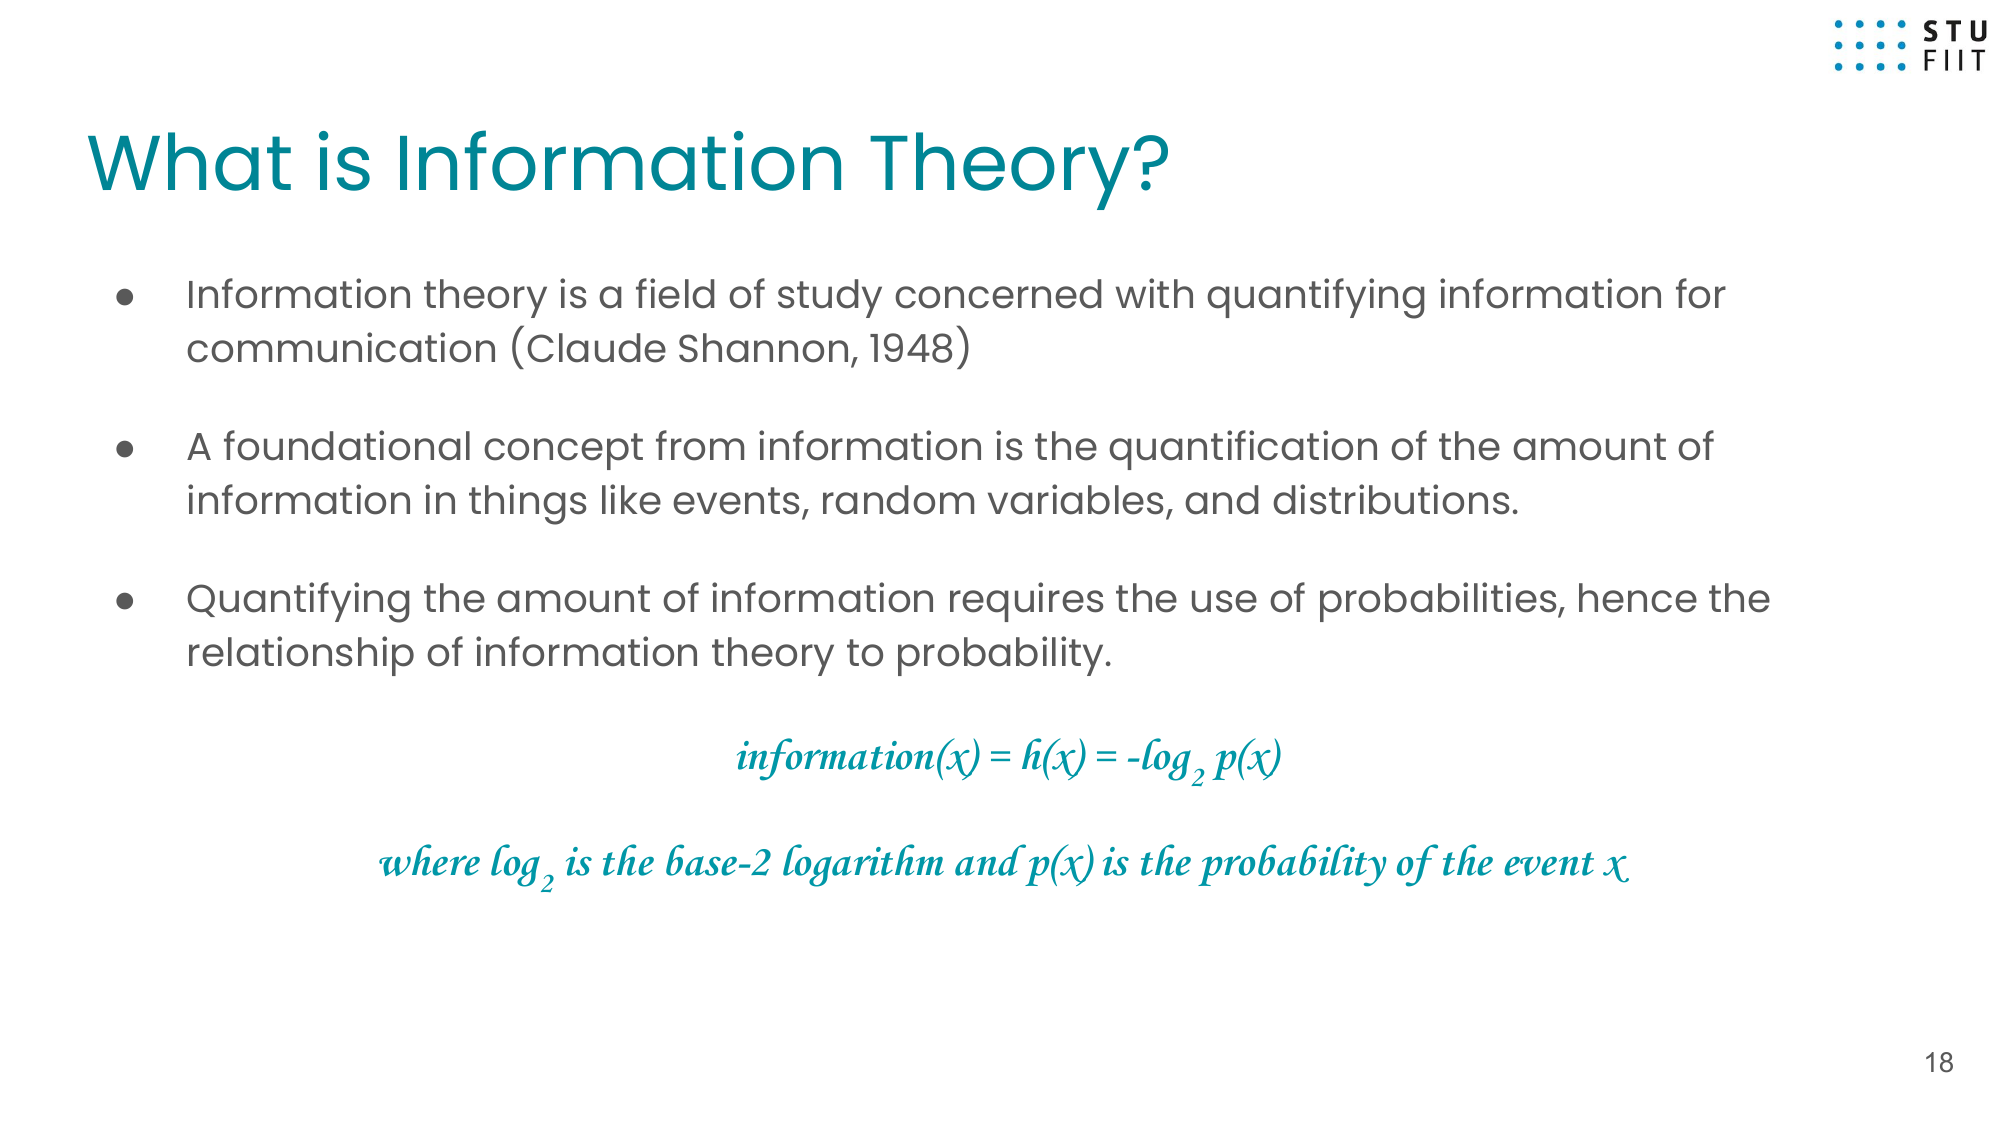 STU
FIIT
What is Information Theory?
● Information theory is a field of study concerned with quantifying information for
communication (Claude Shannon, 1948)
● A foundational concept from information is the quantification of the amount of
information in things like events, random variables, and distributions.
● Quantifying the amount of information requires the use of probabilities, hence the
relationship of information theory to probability.
information(x) = h(x) = -log₂ p(x)
where log₂ is the base-2 logarithm and p(x) is the probability of the event x
18